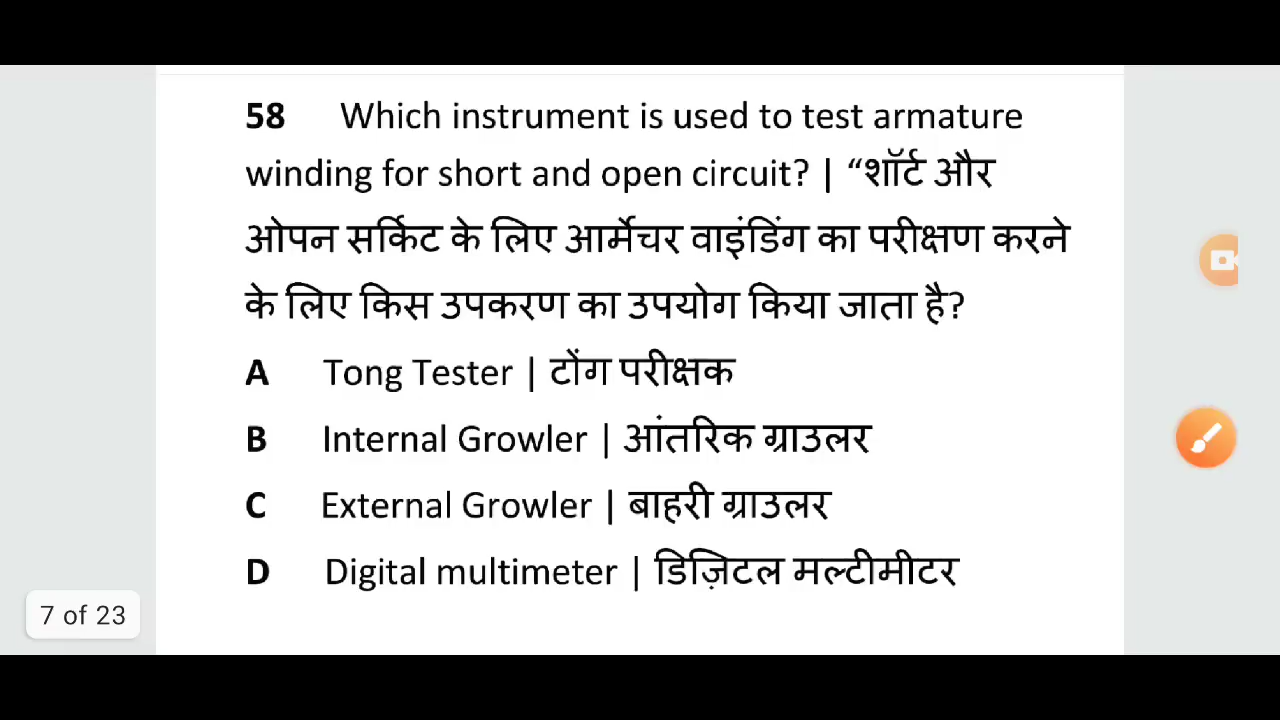 58 Which instrument is used to test armature
winding for short and open circuit? | “शॉर्ट और
ओपन सर्किट के लिए आर्मेचर वाइंडिंग का परीक्षण करने
के लिए किस उपकरण का उपयोग किया जाता है?
A Tong Tester | टोंग परीक्षक
B Internal Growler | आंतरिक ग्राउलर
C External Growler | बाहरी ग्राउलर
D Digital multimeter | डिज़िटल मल्टीमीटर
7 of 23